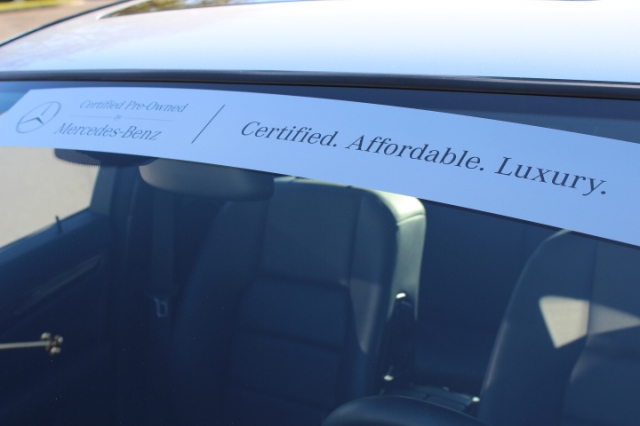 Certified Pre-Owned
Mercedes-Benz
Certified. Affordable. Luxury.